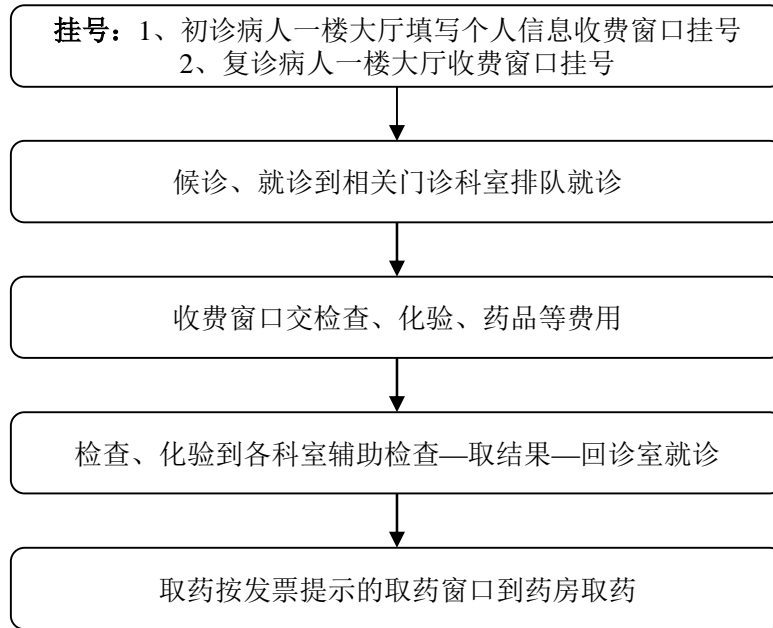 挂号：1、初诊病人一楼大厅填写个人信息收费窗口挂号
2、复诊病人一楼大厅收费窗口挂号
候诊、就诊到相关门诊科室排队就诊
收费窗口交检查、化验、药品等费用
检查、化验到各科室辅助检查—取结果—回诊室就诊
取药按发票提示的取药窗口到药房取药